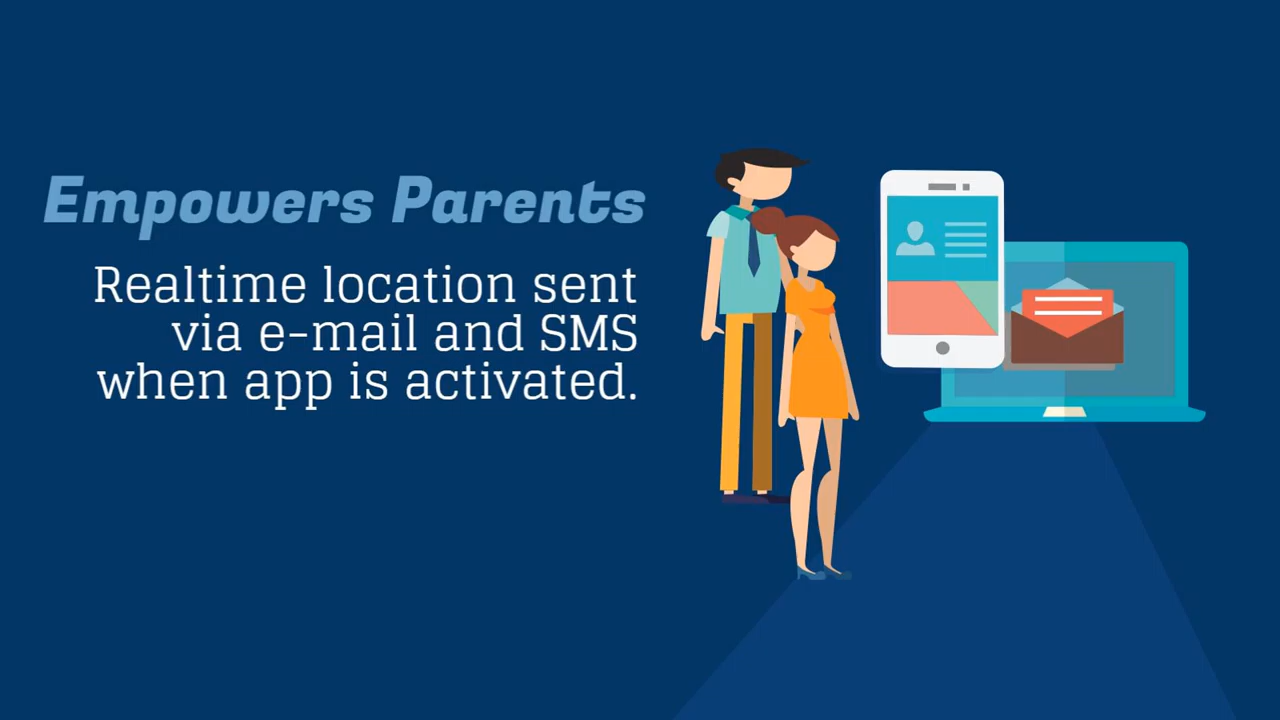 Empowers Parents
Realtime location sent
via e-mail and SMS
when app is activated.